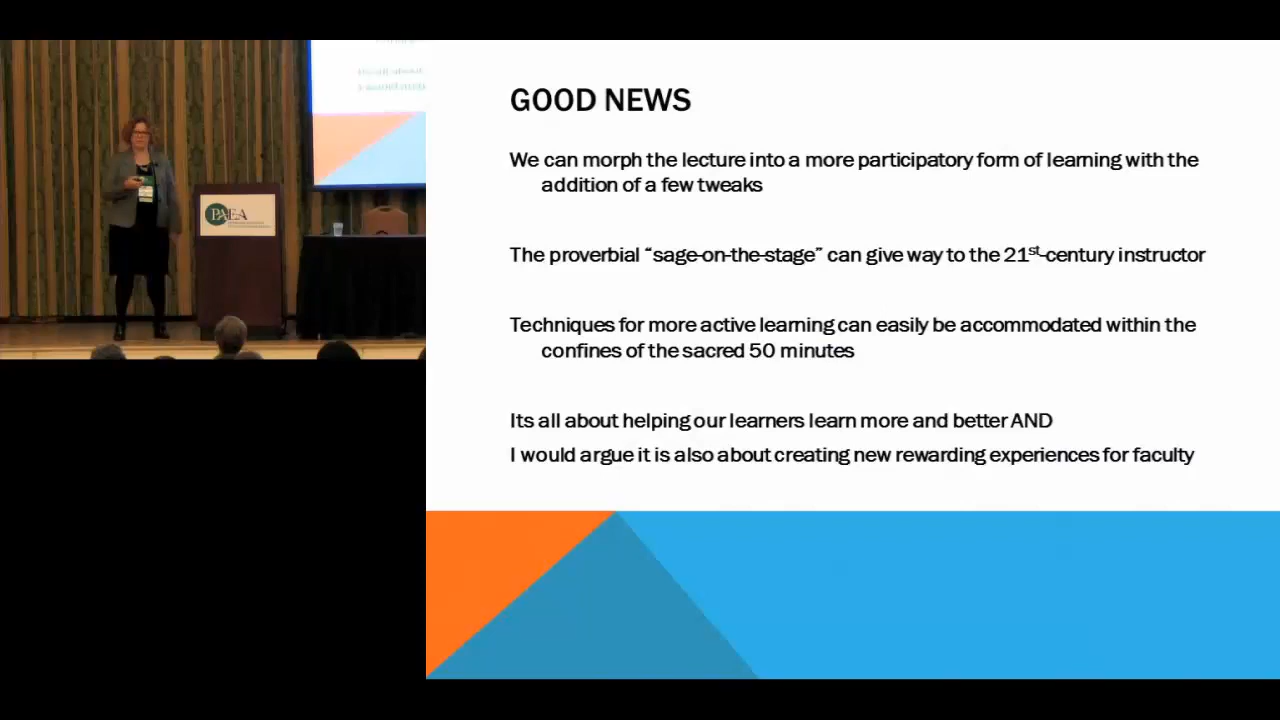 GOOD NEWS
We can morph the lecture into a more participatory form of learning with the
addition of a few tweaks
The proverbial “sage-on-the-stage” can give way to the 21st-century instructor
Techniques for more active learning can easily be accommodated within the
confines of the sacred 50 minutes
Its all about helping our learners learn more and better AND
I would argue it is also about creating new rewarding experiences for faculty
PAEA